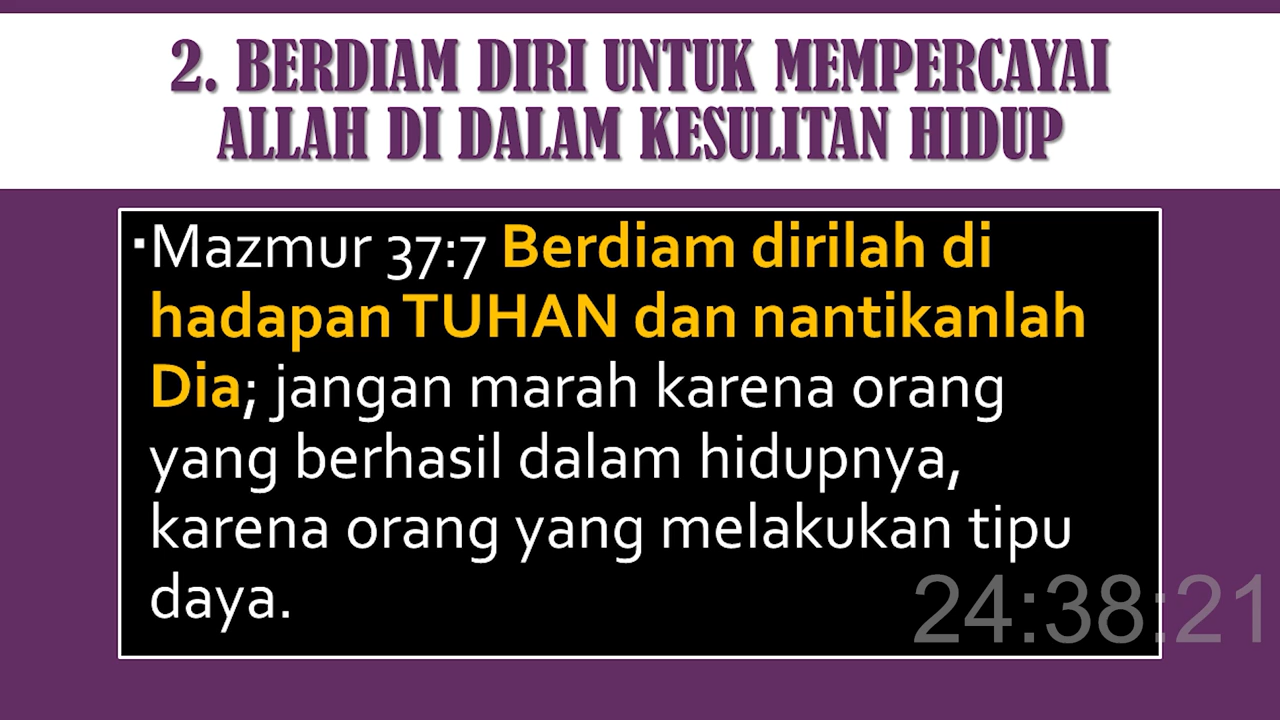 2. BERDIAM DIRI UNTUK MEMPERCAYAI
ALLAH DI DALAM KESULITAN HIDUP
▪Mazmur 37:7 Berdiam dirilah di
hadapan TUHAN dan nantikanlah
Dia; jangan marah karena orang
yang berhasil dalam hidupnya,
karena orang yang melakukan tipu
daya.
24:38:21